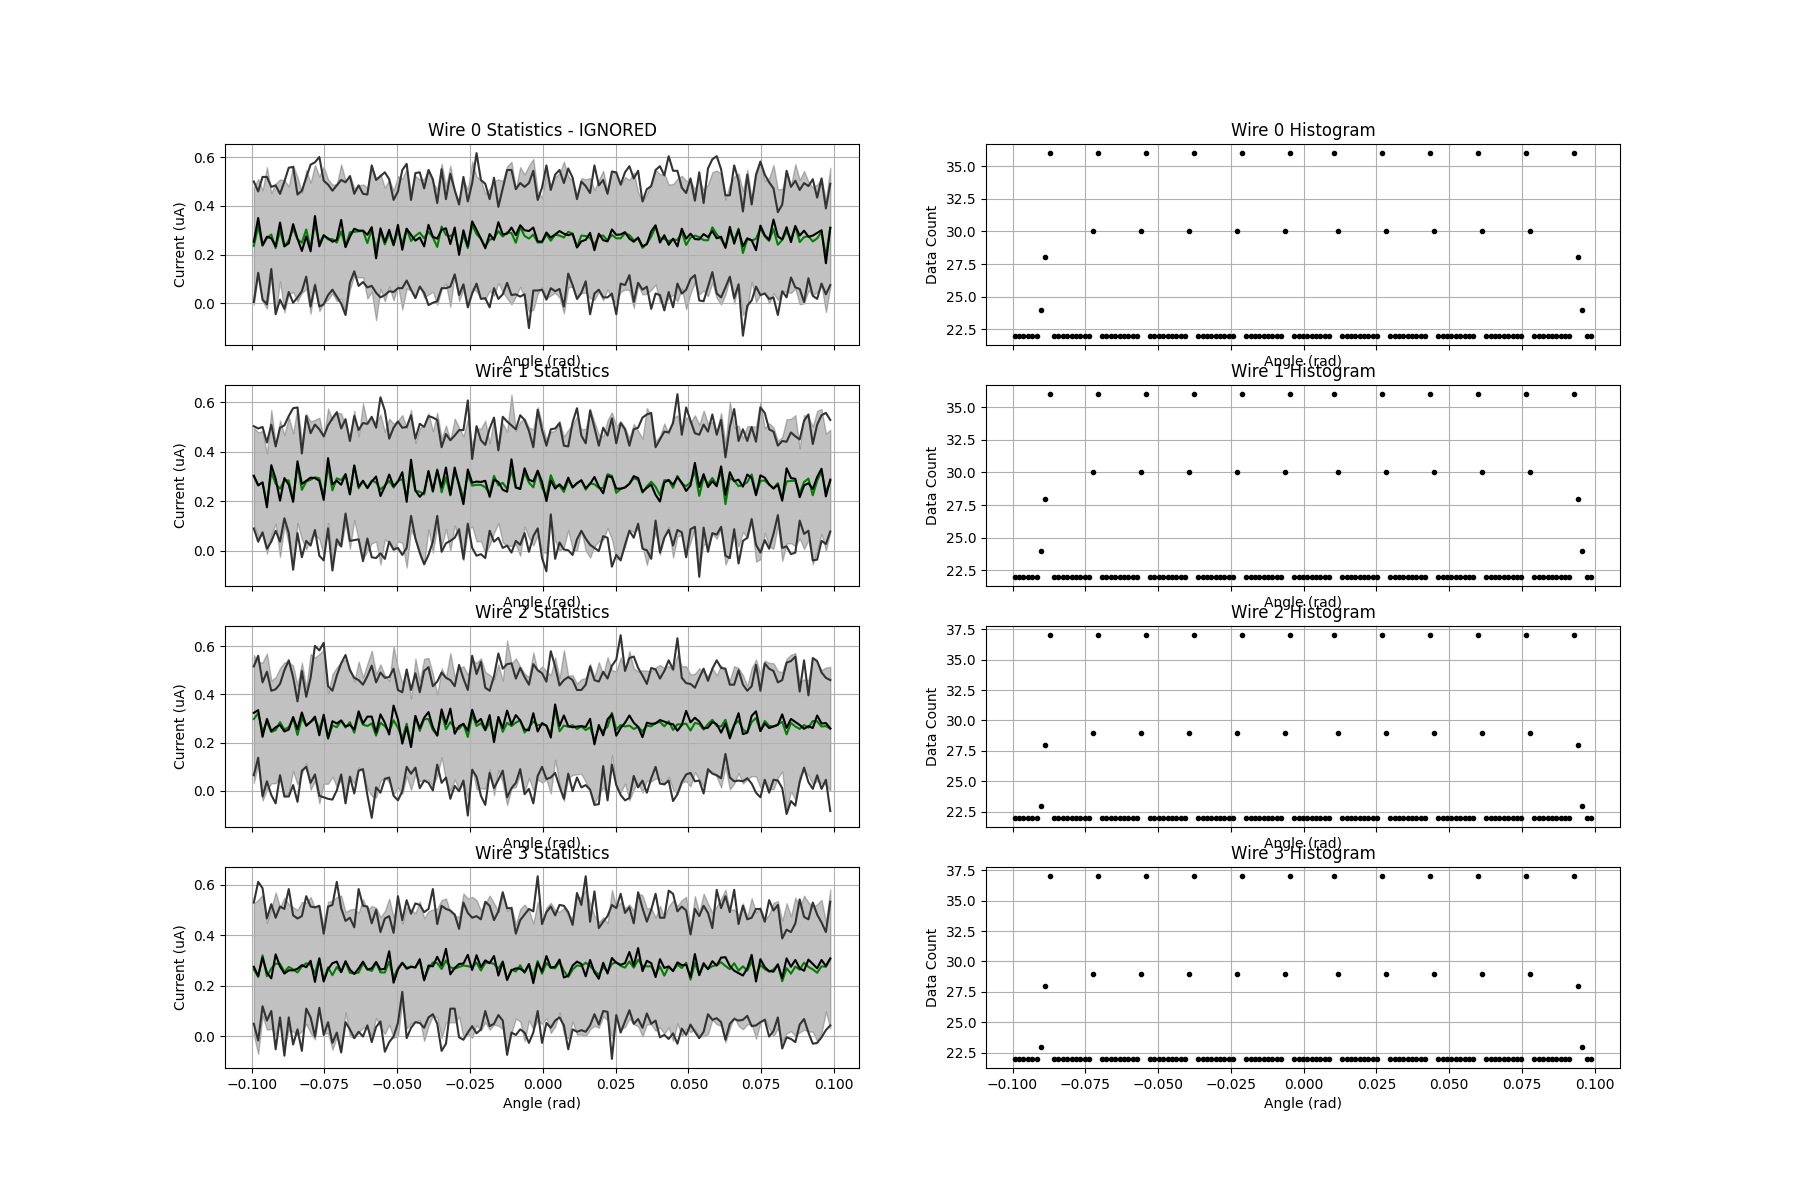 Wire 0 Statistics - IGNORED
Current (uA)
0.6
0.4
0.2
0.0
Angle (rad)
Wire 0 Histogram
Data Count
35.0
32.5
30.0
27.5
25.0
22.5
Angle (rad)
Wire 1 Statistics
Current (uA)
0.6
0.4
0.2
0.0
Angle (rad)
Wire 1 Histogram
Data Count
35.0
32.5
30.0
27.5
25.0
22.5
Angle (rad)
Wire 2 Statistics
Current (uA)
0.6
0.4
0.2
0.0
Angle (rad)
Wire 2 Histogram
Data Count
37.5
35.0
32.5
30.0
27.5
25.0
22.5
Angle (rad)
Wire 3 Statistics
Current (uA)
0.6
0.4
0.2
0.0
−0.100 −0.075 −0.050 −0.025 0.000 0.025 0.050 0.075 0.100
Angle (rad)
Wire 3 Histogram
Data Count
37.5
35.0
32.5
30.0
27.5
25.0
22.5
−0.100 −0.075 −0.050 −0.025 0.000 0.025 0.050 0.075 0.100
Angle (rad)